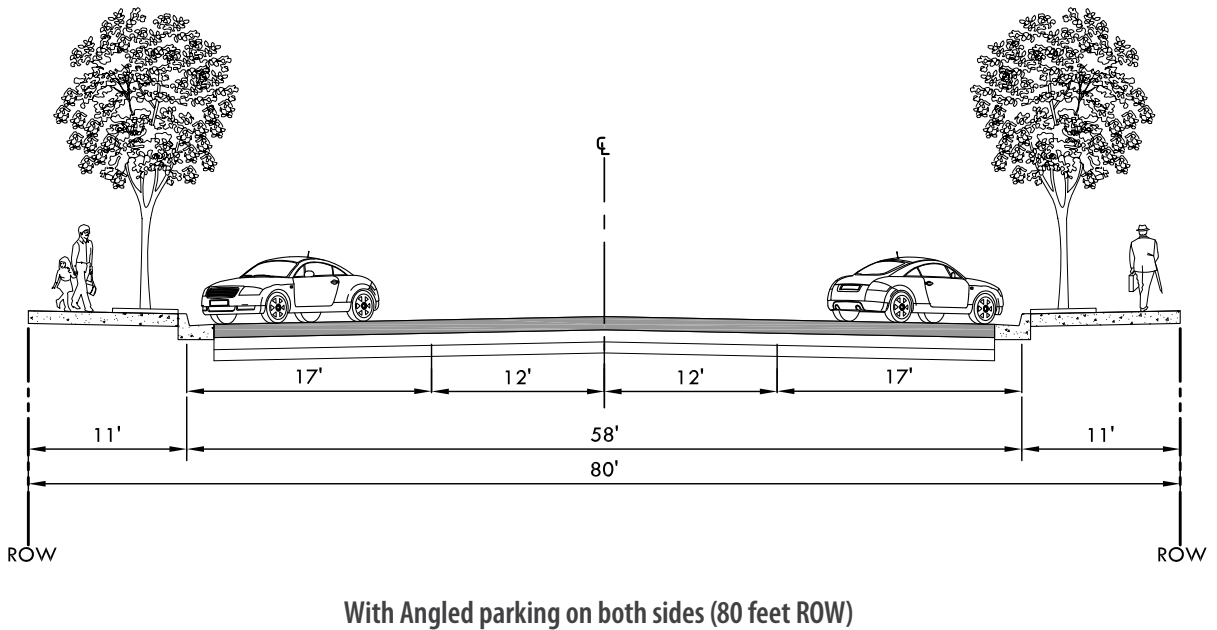 ℄
17' 12' 12' 17'
11' 58' 11'
80'
ROW ROW
With Angled parking on both sides (80 feet ROW)